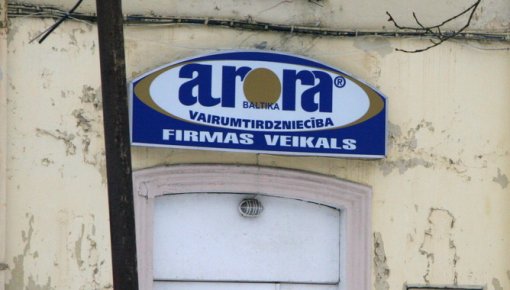 arora®
BALTIKA
VAIRUMTIRDZNIECĪBA
FIRMAS VEIKALS